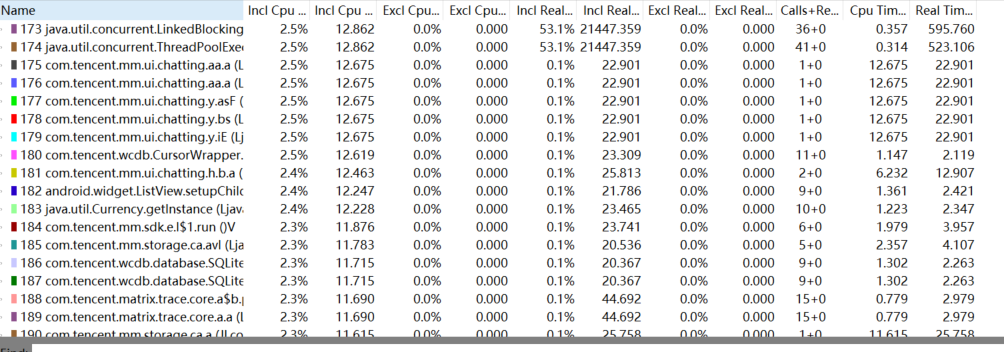 Name Incl Cpu ... Incl Cpu ... Excl Cpu... Excl Cpu... Incl Real... Incl Real... Excl Real... Excl Real... Calls+Re... Cpu Tim... Real Tim...
173 java.util.concurrent.LinkedBlocking 2.5% 12.862 0.0% 0.000 53.1% 21447.359 0.0% 0.000 36+0 0.357 595.760
174 java.util.concurrent.ThreadPoolExe 2.5% 12.862 0.0% 0.000 53.1% 21447.359 0.0% 0.000 41+0 0.314 523.106
175 com.tencent.mm.ui.chatting.aa.a (L 2.5% 12.675 0.0% 0.000 0.1% 22.901 0.0% 0.000 1+0 12.675 22.901
176 com.tencent.mm.ui.chatting.aa.a (L 2.5% 12.675 0.0% 0.000 0.1% 22.901 0.0% 0.000 1+0 12.675 22.901
177 com.tencent.mm.ui.chatting.y.asF ( 2.5% 12.675 0.0% 0.000 0.1% 22.901 0.0% 0.000 1+0 12.675 22.901
178 com.tencent.mm.ui.chatting.y.bs (L 2.5% 12.675 0.0% 0.000 0.1% 22.901 0.0% 0.000 1+0 12.675 22.901
179 com.tencent.mm.ui.chatting.y.iE (Lj 2.5% 12.675 0.0% 0.000 0.1% 22.901 0.0% 0.000 1+0 12.675 22.901
180 com.tencent.wcdb.CursorWrapper. 2.5% 12.619 0.0% 0.000 0.1% 23.309 0.0% 0.000 11+0 1.147 2.119
181 com.tencent.mm.ui.chatting.h.b.a ( 2.4% 12.463 0.0% 0.000 0.1% 25.813 0.0% 0.000 2+0 6.232 12.907
182 android.widget.ListView.setupChil 2.4% 12.247 0.0% 0.000 0.1% 21.786 0.0% 0.000 9+0 1.361 2.421
183 java.util.Currency.getInstance (Ljav 2.4% 12.228 0.0% 0.000 0.1% 23.465 0.0% 0.000 10+0 1.223 2.347
184 com.tencent.mm.sdk.e.l$1.run ()V 2.3% 11.876 0.0% 0.000 0.1% 23.741 0.0% 0.000 6+0 1.979 3.957
185 com.tencent.mm.storage.ca.avl (Lja 2.3% 11.783 0.0% 0.000 0.1% 20.536 0.0% 0.000 5+0 2.357 4.107
186 com.tencent.wcdb.database.SQLite 2.3% 11.715 0.0% 0.000 0.1% 20.367 0.0% 0.000 9+0 1.302 2.263
187 com.tencent.wcdb.database.SQLite 2.3% 11.715 0.0% 0.000 0.1% 20.367 0.0% 0.000 9+0 1.302 2.263
188 com.tencent.matrix.trace.core.a$b. 2.3% 11.690 0.0% 0.000 0.1% 44.692 0.0% 0.000 15+0 0.779 2.979
189 com.tencent.matrix.trace.core.a.a (L 2.3% 11.690 0.0% 0.000 0.1% 44.692 0.0% 0.000 15+0 0.779 2.979
190 com.tencent.mm.storage.ca.a (JLco 2.3% 11.615 0.0% 0.000 0.1% 25.758 0.0% 0.000 1+0 11.615 25.758
Find: